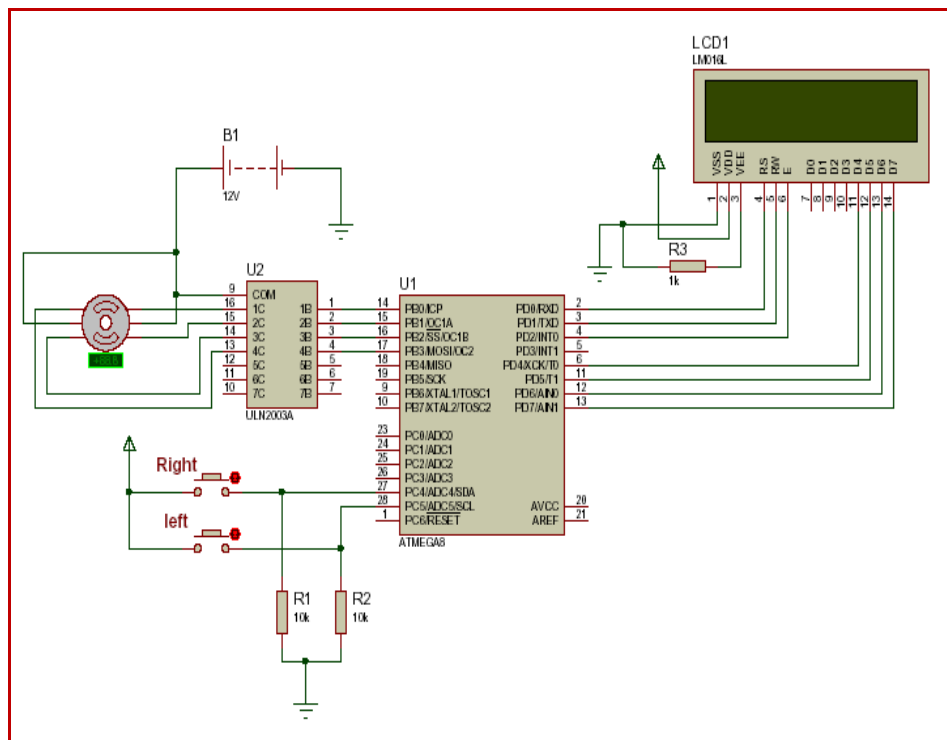 LCD1
LM016L
VSS
VDD
VEE
RS
RW
E
D0
D1
D2
D3
D4
D5
D6
D7
1
2
3
4
5
6
7
8
9
10
11
12
13
14
B1
12V
R3
1k
U2
9 COM
16 1C 1B 1
15 2C 2B 2
14 3C 3B 3
13 4C 4B 4
12 5C 5B 5
11 6C 6B 6
10 7C 7B 7
ULN2003A
U1
14 PB0/ICP PD0/RXD 2
15 PB1/OC1A PD1/TXD 3
16 PB2/SS/OC1B PD2/INT0 4
17 PB3/MOSI/OC2 PD3/INT1 5
18 PB4/MISO PD4/XCK/T0 6
19 PB5/SCK PD5/T1 11
9 PB6/XTAL1/TOSC1 PD6/AIN0 12
10 PB7/XTAL2/TOSC2 PD7/AIN1 13
23 PC0/ADC0
24 PC1/ADC1
25 PC2/ADC2
26 PC3/ADC3
27 PC4/ADC4/SDA
28 PC5/ADC5/SCL AVCC 20
1 PC6/RESET AREF 21
ATMEGA8
Right
left
R1
10k
R2
10k